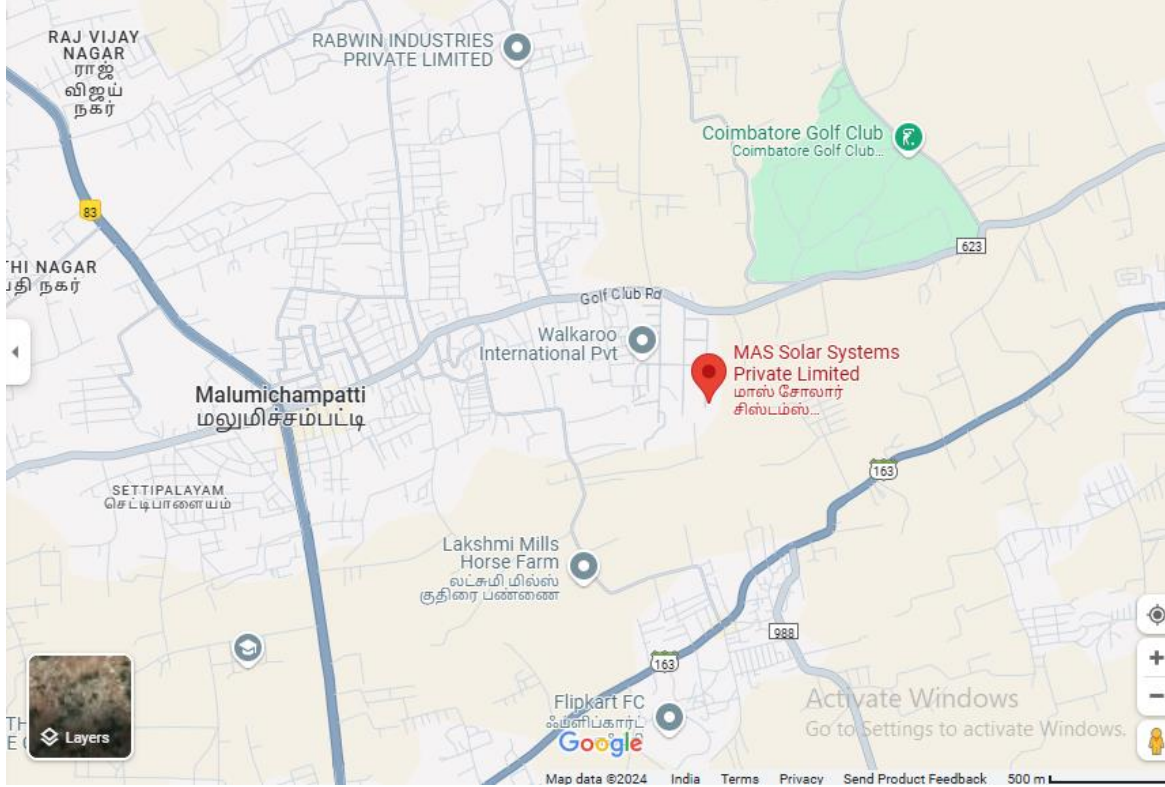 RAJ VIJAY
NAGAR
ராஜ்
விஜய்
நகர்
RABWIN INDUSTRIES
PRIVATE LIMITED
Coimbatore Golf Club
Coimbatore Golf Club...
83
623
THI NAGAR
பதி நகர்
Golf Club Rd
Walkaroo
International Pvt
MAS Solar Systems
Private Limited
மாஸ் சோலார்
சிஸ்டம்ஸ்...
Malumichampatti
மலுமிச்சம்பட்டி
163
SETTIPALAYAM
செட்டிபாளையம்
Lakshmi Mills
Horse Farm
லட்சுமி மில்ஸ்
குதிரை பண்ணை
988
163
Flipkart FC
ஃப்ளிப்கார்ட்
Google
Layers
Activate Windows
Go to Settings to activate Windows.
Map data ©2024 India Terms Privacy Send Product Feedback 500 m